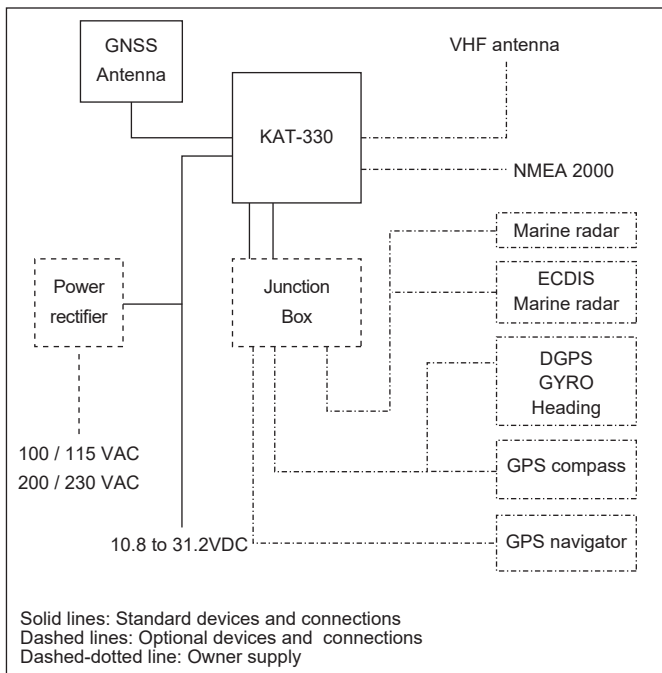 GNSS
Antenna
VHF antenna
KAT-330
NMEA 2000
Marine radar
Power
rectifier
Junction
Box
ECDIS
Marine radar
DGPS
GYRO
Heading
100 / 115 VAC
200 / 230 VAC
GPS compass
10.8 to 31.2VDC
GPS navigator
Solid lines: Standard devices and connections
Dashed lines: Optional devices and connections
Dashed-dotted line: Owner supply